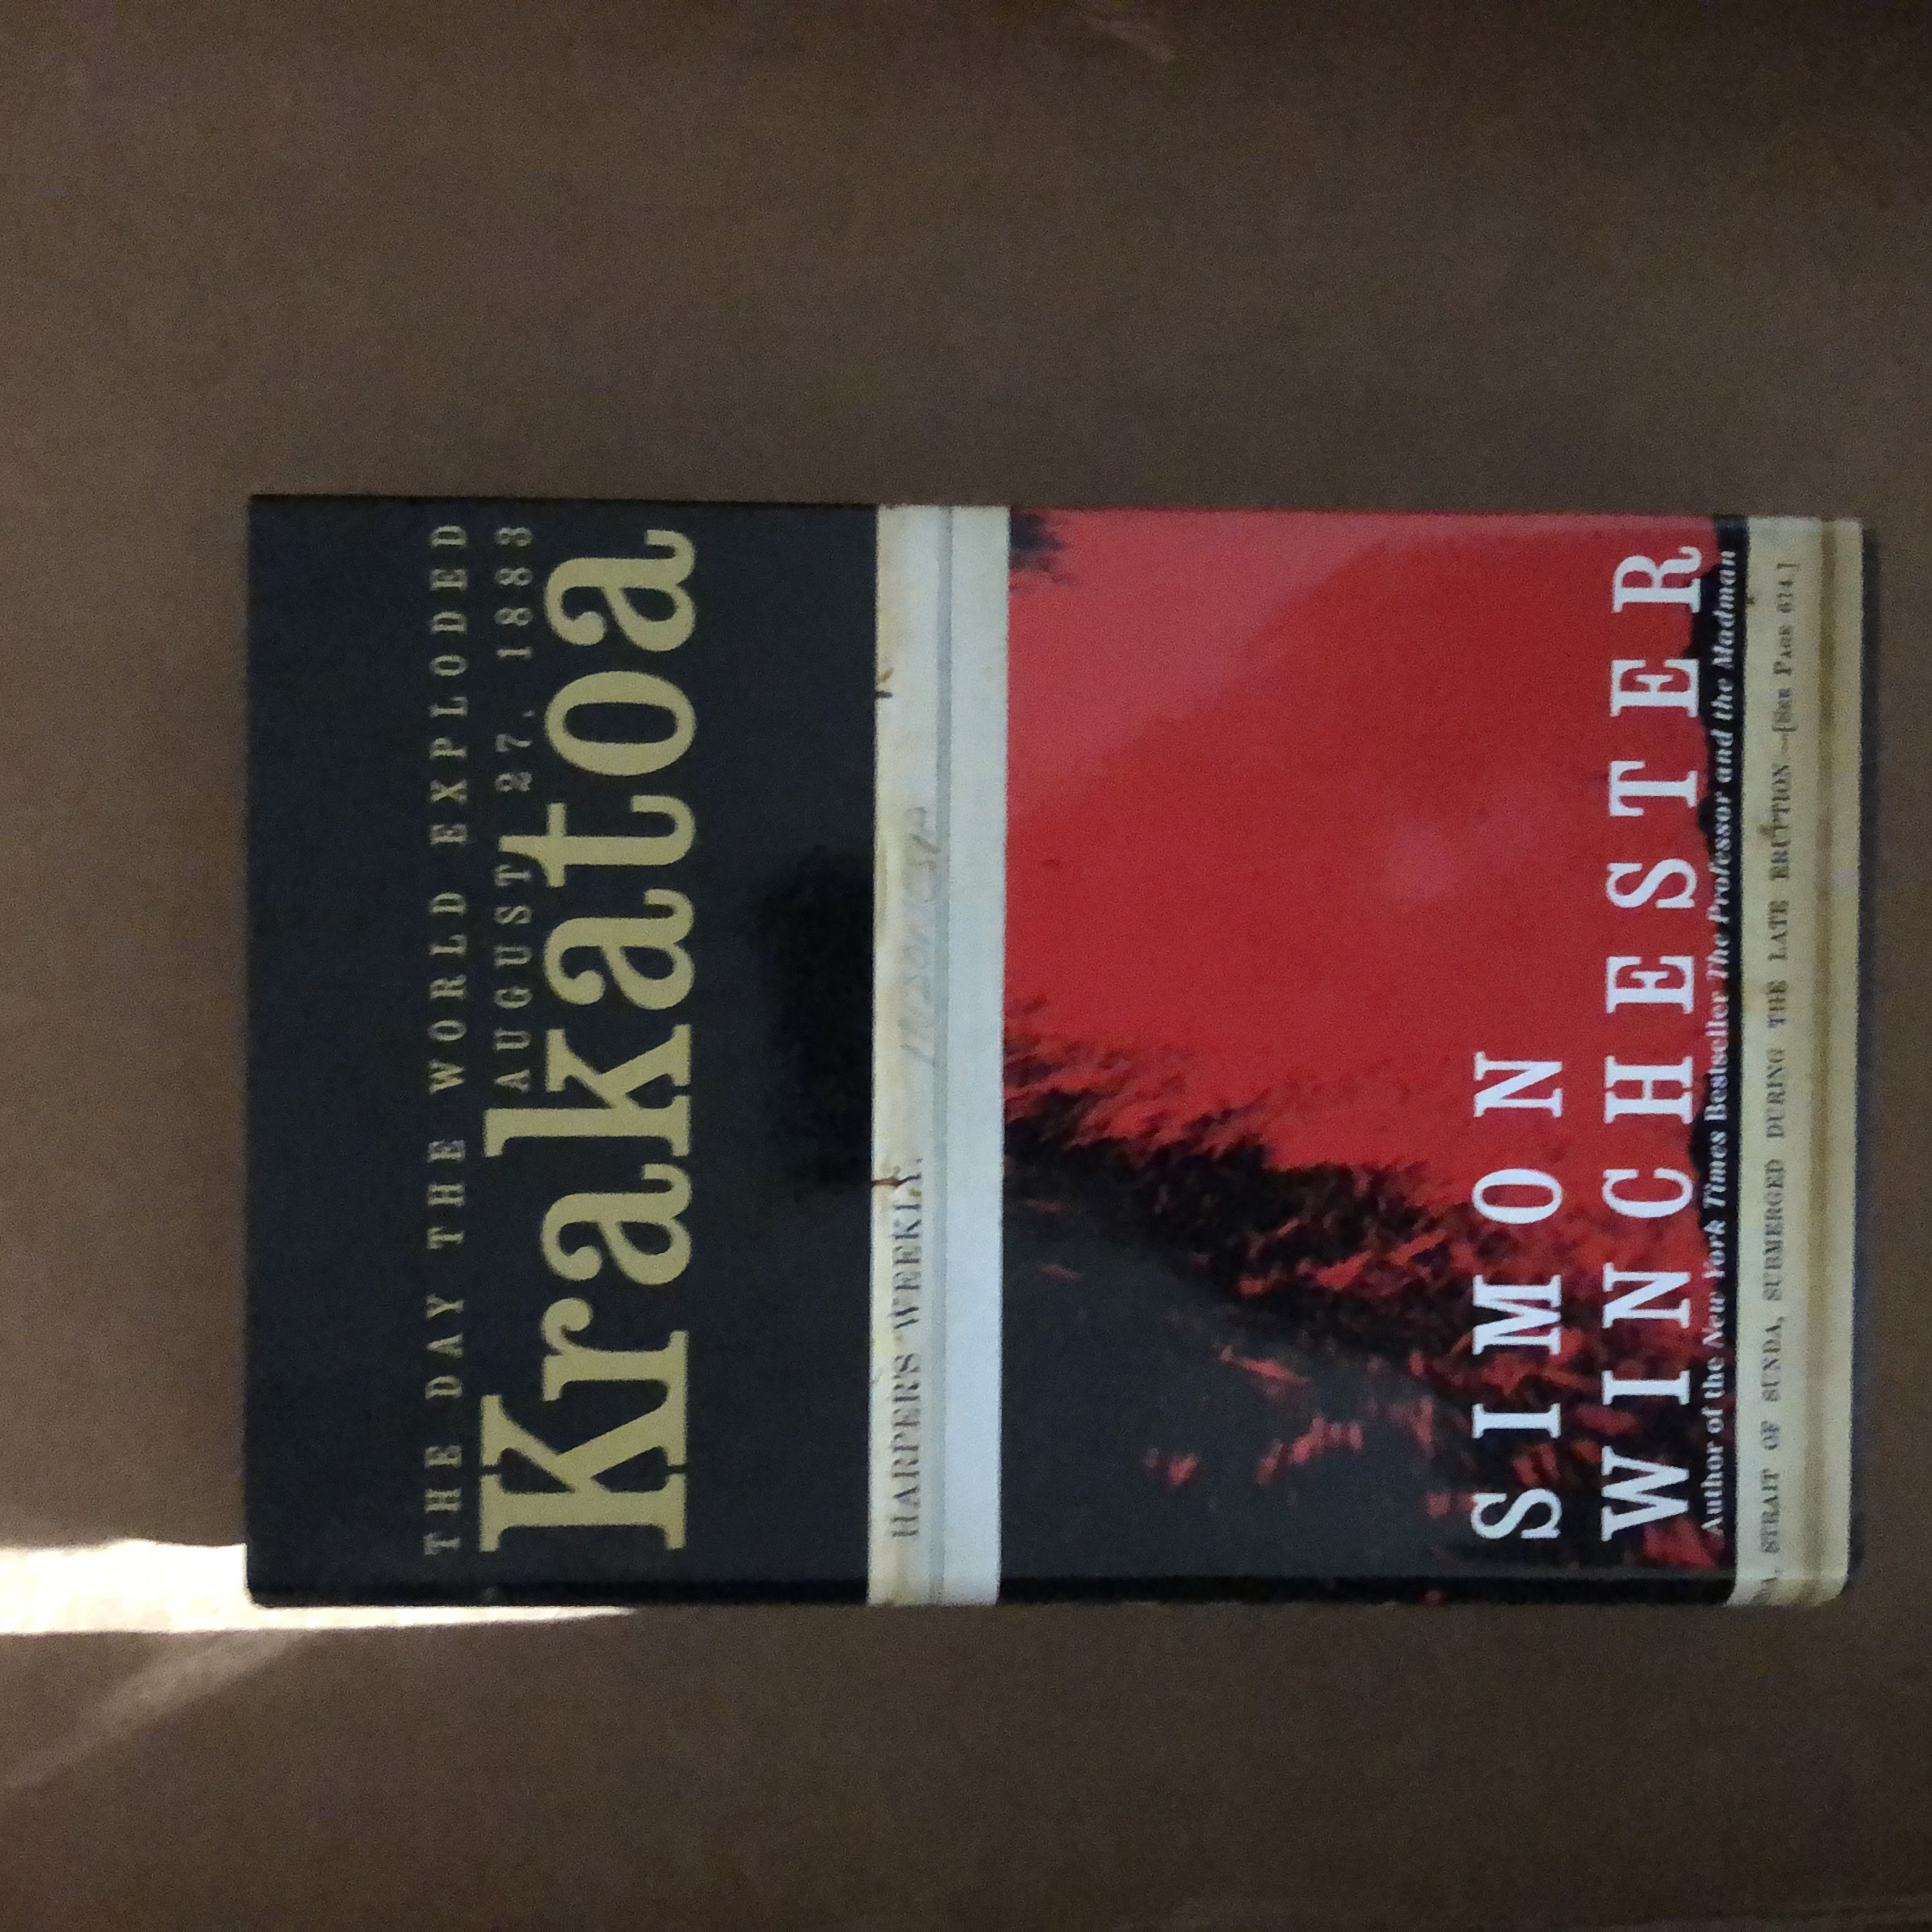 THE DAY THE WORLD EXPLODED
AUGUST 27, 1883
Krakatoa
HARPER'S WEEKLY.
SIMON
WINCHESTER
Author of the New York Times Bestseller The Professor and the Madman
STRAIT OF SUNDA, SUBMERGED DURING THE LATE ERUPTION.—[SEE PAGE 614.]